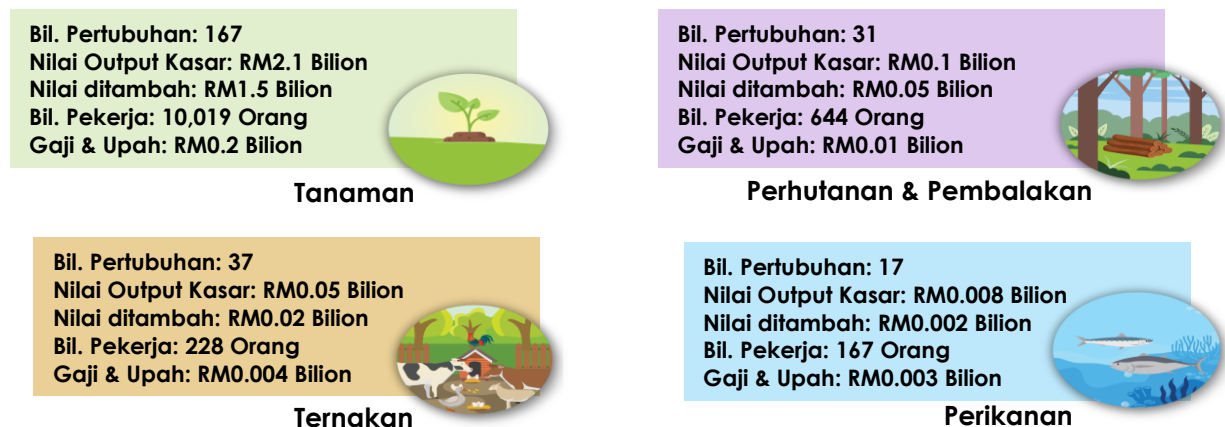 Bil. Pertubuhan: 167
Nilai Output Kasar: RM2.1 Bilion
Nilai ditambah: RM1.5 Bilion
Bil. Pekerja: 10,019 Orang
Gaji & Upah: RM0.2 Bilion
Tanaman
Bil. Pertubuhan: 31
Nilai Output Kasar: RM0.1 Bilion
Nilai ditambah: RM0.05 Bilion
Bil. Pekerja: 644 Orang
Gaji & Upah: RM0.01 Bilion
Perhutanan & Pembalakan
Bil. Pertubuhan: 37
Nilai Output Kasar: RM0.05 Bilion
Nilai ditambah: RM0.02 Bilion
Bil. Pekerja: 228 Orang
Gaji & Upah: RM0.004 Bilion
Ternakan
Bil. Pertubuhan: 17
Nilai Output Kasar: RM0.008 Bilion
Nilai ditambah: RM0.002 Bilion
Bil. Pekerja: 167 Orang
Gaji & Upah: RM0.003 Bilion
Perikanan